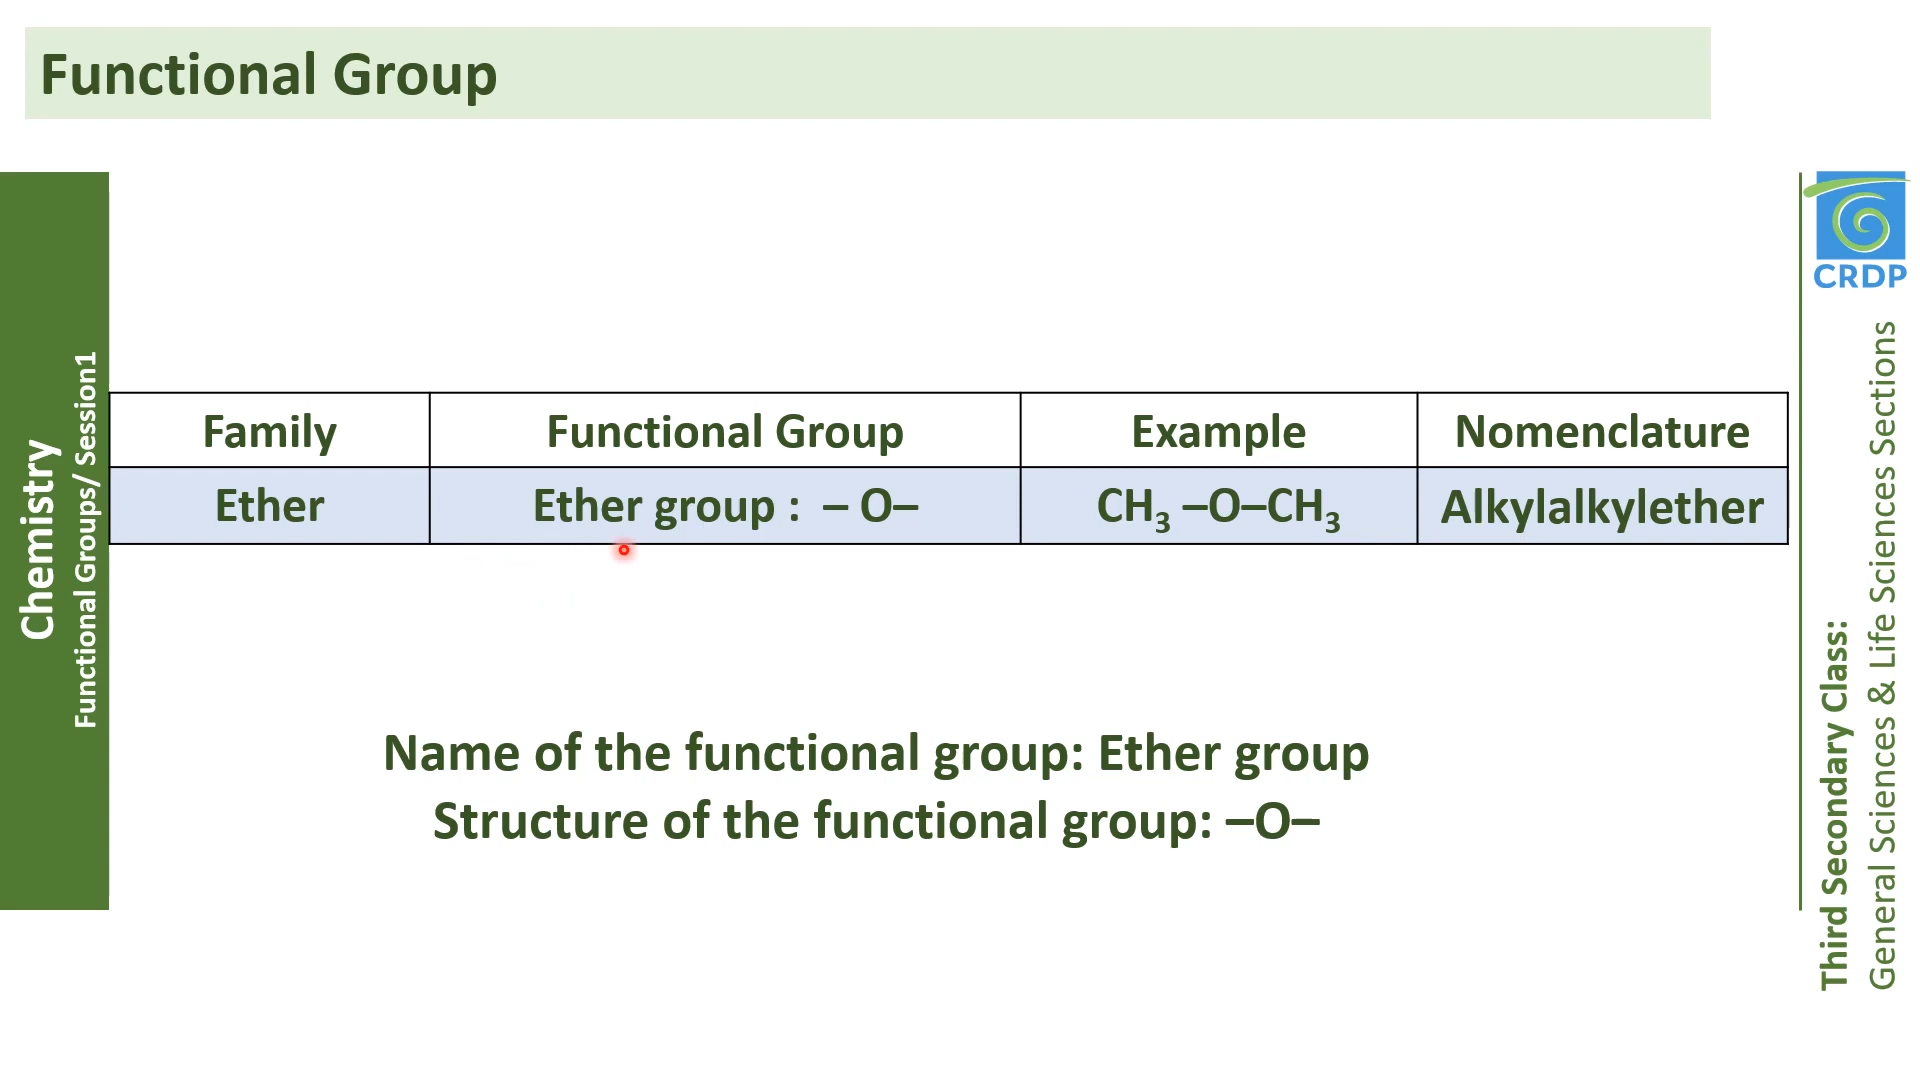 Functional Group
Chemistry
Functional Groups/ Session1
Family Functional Group Example Nomenclature
Ether Ether group : – O– CH₃ –O–CH₃ Alkylalkylether
Name of the functional group: Ether group
Structure of the functional group: –O–
CRDP
Third Secondary Class:
General Sciences & Life Sciences Sections